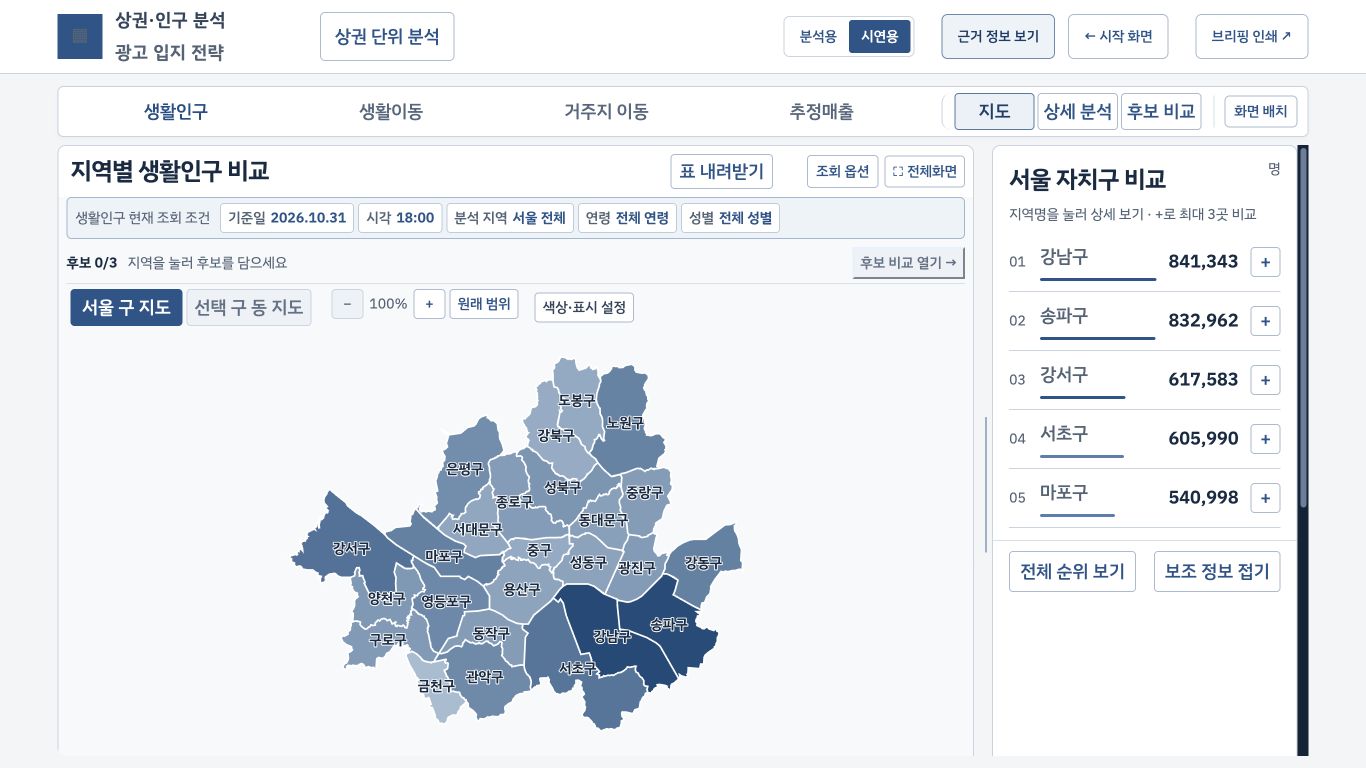 상권·인구 분석
광고 입지 전략
상권 단위 분석
분석용 시연용
근거 정보 보기
← 시작 화면
브리핑 인쇄 ↗
생활인구 생활이동 거주지 이동 추정매출
지도 상세 분석 후보 비교 화면 배치
지역별 생활인구 비교
표 내려받기 조회 옵션 ⛶ 전체화면
생활인구 현재 조회 조건 기준일 2026.10.31 시각 18:00 분석 지역 서울 전체 연령 전체 연령 성별 전체 성별
후보 0/3 지역을 눌러 후보를 담으세요 후보 비교 열기 →
서울 구 지도 선택 구 동 지도 − 100% + 원래 범위 색상·표시 설정
도봉구
노원구
강북구
은평구
성북구
중랑구
종로구
동대문구
서대문구
강서구
마포구
중구
성동구
광진구
강동구
용산구
양천구
영등포구
송파구
동작구
강남구
구로구
서초구
관악구
금천구
서울 자치구 비교 명
지역명을 눌러 상세 보기 · +로 최대 3곳 비교
01 강남구 841,343 +
02 송파구 832,962 +
03 강서구 617,583 +
04 서초구 605,990 +
05 마포구 540,998 +
전체 순위 보기 보조 정보 접기